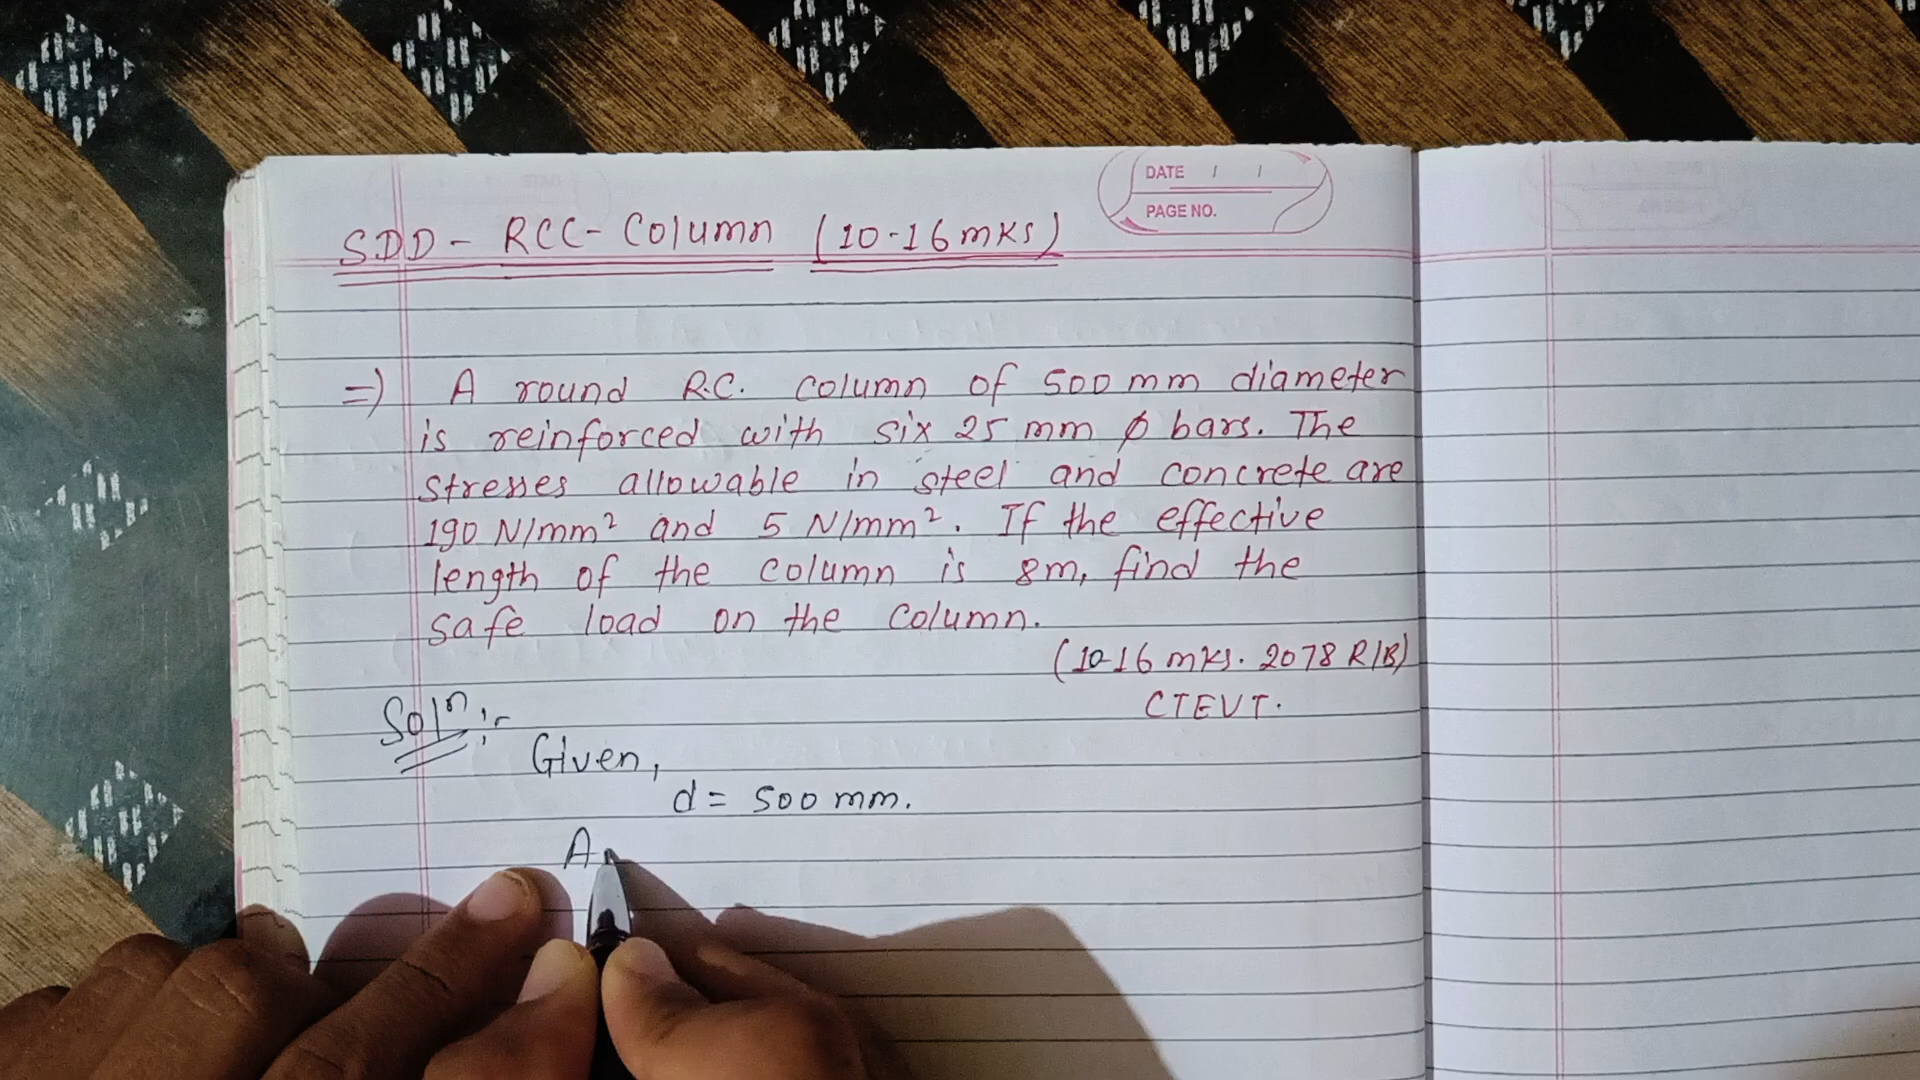 DATE / /
PAGE NO.
SDD - RCC - Column (10-16 mks)
=) A round R.C. column of 500 mm diameter
is reinforced with six 25 mm ϕ bars. The
stresses allowable in steel and concrete are
190 N/mm² and 5 N/mm². If the effective
length of the column is 8m, find the
safe load on the column.
(10-16 mks. 2078 R/B)
CTEVT.
Solⁿ:-
Given,
d = 500 mm.
A